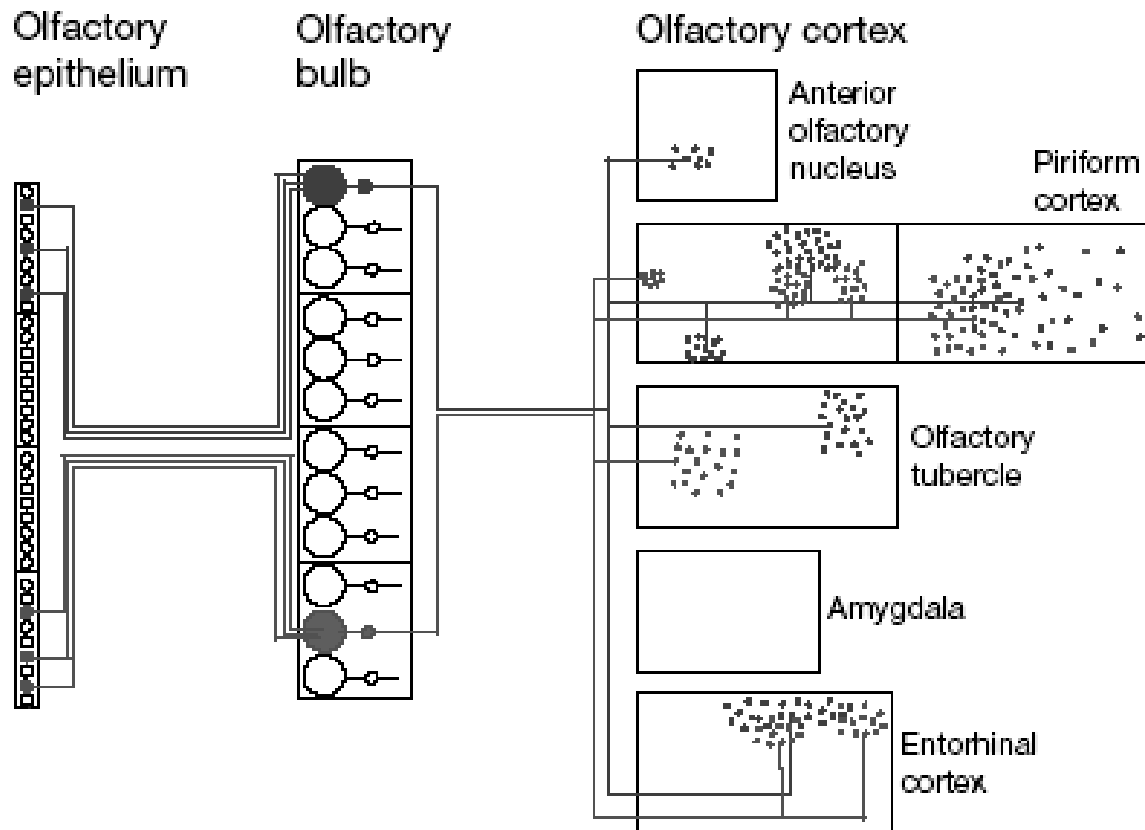 Olfactory
epithelium
Olfactory
bulb
Olfactory cortex
Anterior
olfactory
nucleus
Piriform
cortex
Olfactory
tubercle
Amygdala
Entorhinal
cortex